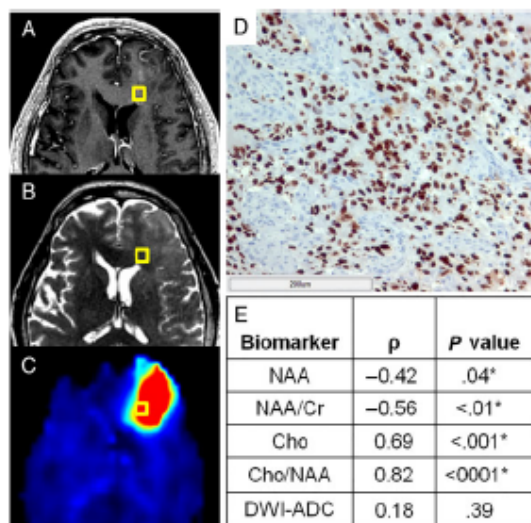 A
B
C
D
200um
E
Biomarker ρ P value
NAA –0.42 .04*
NAA/Cr –0.56 <.01*
Cho 0.69 <.001*
Cho/NAA 0.82 <0001*
DWI-ADC 0.18 .39